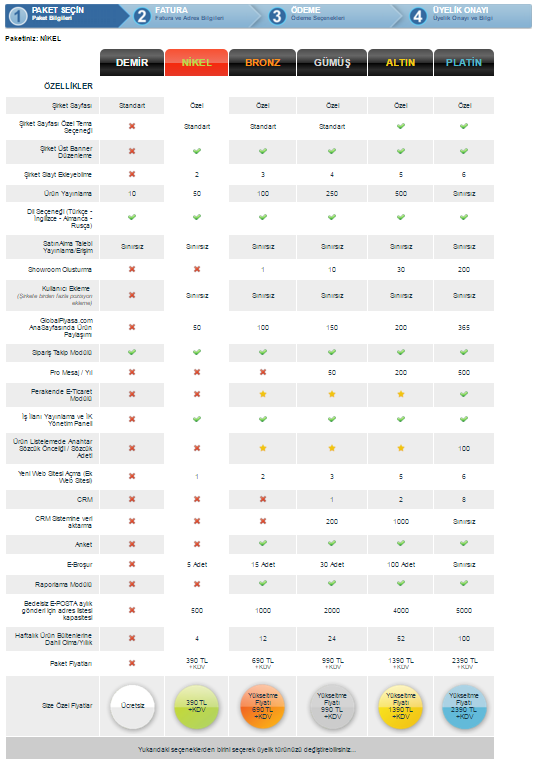 1 PAKET SEÇİN
Paket Bilgileri
2 FATURA
Fatura ve Adres Bilgileri
3 ÖDEME
Ödeme Seçenekleri
4 ÜYELİK ONAYI
Üyelik Onayı ve Bilgi
Paketiniz: NİKEL
DEMİR NİKEL BRONZ GÜMÜŞ ALTIN PLATİN
ÖZELLİKLER
Şirket Sayfası Standart Özel Özel Özel Özel Özel
Şirket Sayfası Özel Tema
Seçeneği Standart Standart Standart
Şirket Üst Banner
Düzenleme
Şirket Slayt Ekleyebilme 2 3 4 5 6
Ürün Yayınlama 10 50 100 250 500 Sınırsız
Dil Seçeneği (Türkçe -
İngilizce - Almanca -
Rusça)
SatınAlma Talebi
Yayınlama/Erişim Sınırsız Sınırsız Sınırsız Sınırsız Sınırsız Sınırsız
Showroom Olusturma 1 10 30 200
Kullanıcı Ekleme
(Şirkete birden fazla pozisyon
ekleme)
Sınırsız Sınırsız Sınırsız Sınırsız Sınırsız
GlobalPiyasa.com
AnaSayfasında Ürün
Paylaşımı
50 100 150 200 365
Sipariş Takip Modülü
Pro Mesaj / Yıl 50 200 500
Perakende E-Ticaret
Modülü
İş İlanı Yayınlama ve İK
Yönetim Paneli
Ürün Listelemede Anahtar
Sözcük Önceliği / Sözcük
Adeti
100
Yeni Web Sitesi Açma (Ek
Web Sitesi) 1 2 3 5 6
CRM 1 2 8
CRM Sistemine veri
aktarma 200 1000 Sınırsız
Anket
E-Broşur 5 Adet 15 Adet 30 Adet 100 Adet Sınırsız
Raporlama Modülü
Bedelsiz E-POSTA aylık
gönderi için adres listesi
kapasitesi
500 1000 2000 4000 5000
Haftalık Ürün Bültenlerine
Dahil Olma/Yıllık 4 12 24 52 100
Paket Fiyatları 390 TL
+KDV 690 TL
+KDV 990 TL
+KDV 1390 TL
+KDV 2390 TL
+KDV
Size Özel Fiyatlar
Ücretsiz
390 TL
+KDV
Yükseltme
Fiyatı
690 TL
+KDV
Yükseltme
Fiyatı
990 TL
+KDV
Yükseltme
Fiyatı
1390 TL
+KDV
Yükseltme
Fiyatı
2390 TL
+KDV
Yukarıdaki seçeneklerden birini seçerek üyelik türünüzü değiştirebilirsiniz...